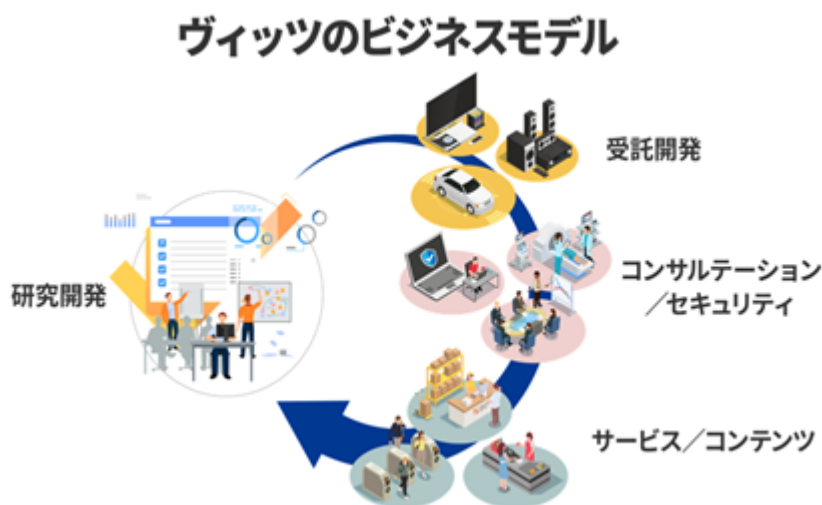 ヴィッツのビジネスモデル
受託開発
研究開発
コンサルテーション
／セキュリティ
サービス／コンテンツ